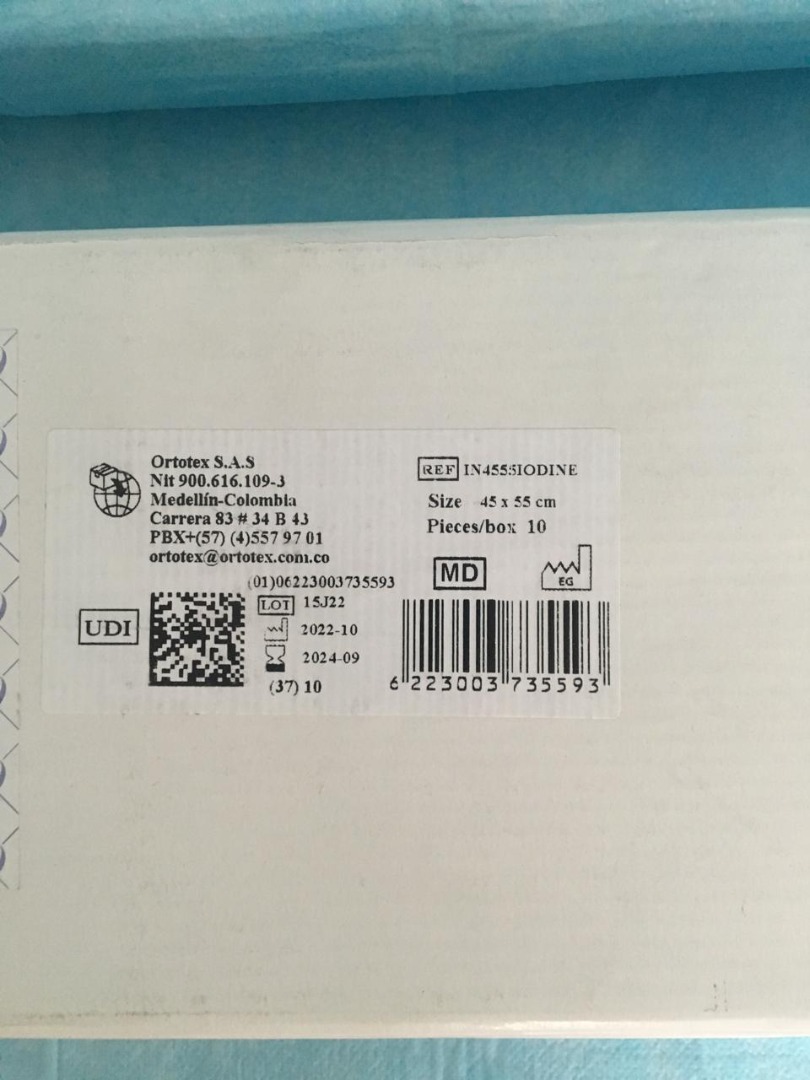 Ortotex S.A.S
Nit 900.616.109-3
Medellín-Colombia
Carrera 83 # 34 B 43
PBX+(57) (4)557 97 01
ortotex@ortotex.com.co
REF IN4555IODINE
Size 45 x 55 cm
Pieces/box 10
MD
EG
(01)06223003735593
UDI
LOT 15J22
2022-10
2024-09
(37) 10
6 223003 735593